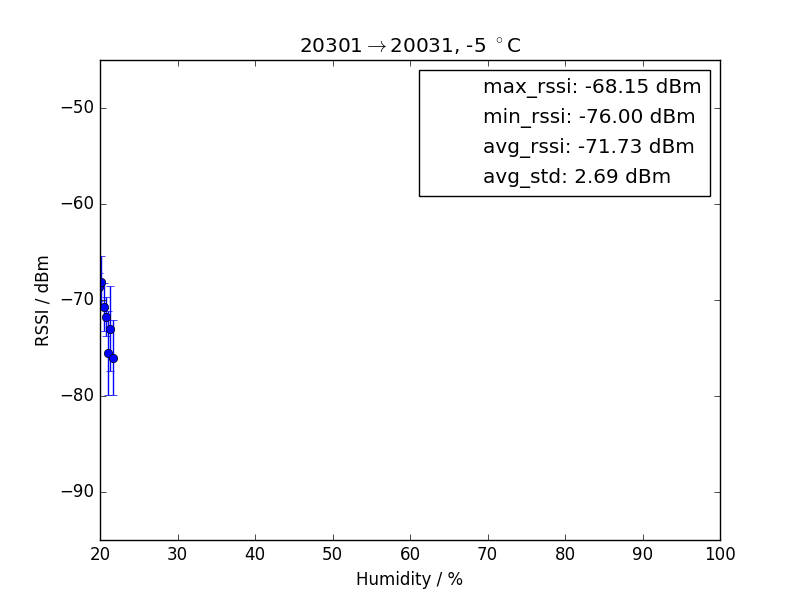 20301→20031, -5 °C
max_rssi: -68.15 dBm
min_rssi: -76.00 dBm
avg_rssi: -71.73 dBm
avg_std: 2.69 dBm
RSSI / dBm
−50
−60
−70
−80
−90
20 30 40 50 60 70 80 90 100
Humidity / %